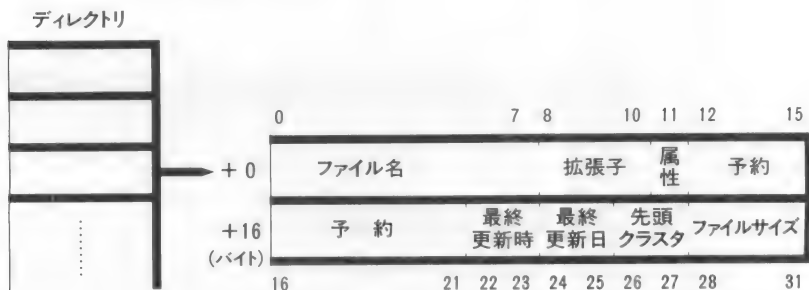 ディレクトリ
0 7 8 10 11 12 15
+0 ファイル名 拡張子 属性 予約
+16 (バイト) 予約 最終更新時 最終更新日 先頭クラスタ ファイルサイズ
16 21 22 23 24 25 26 27 28 31